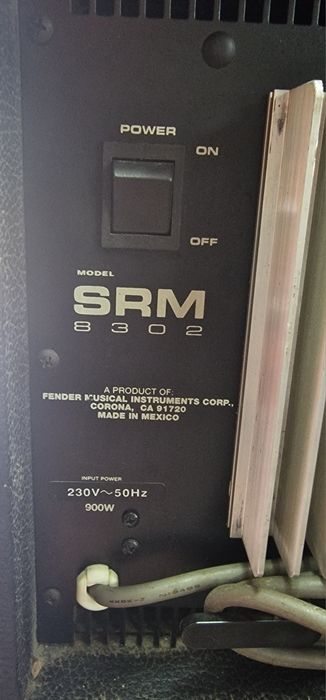 POWER
ON
OFF
MODEL
SRM
8302
A PRODUCT OF:
FENDER MUSICAL INSTRUMENTS CORP.,
CORONA, CA 91720
MADE IN MEXICO
INPUT POWER
230V~50Hz
900W